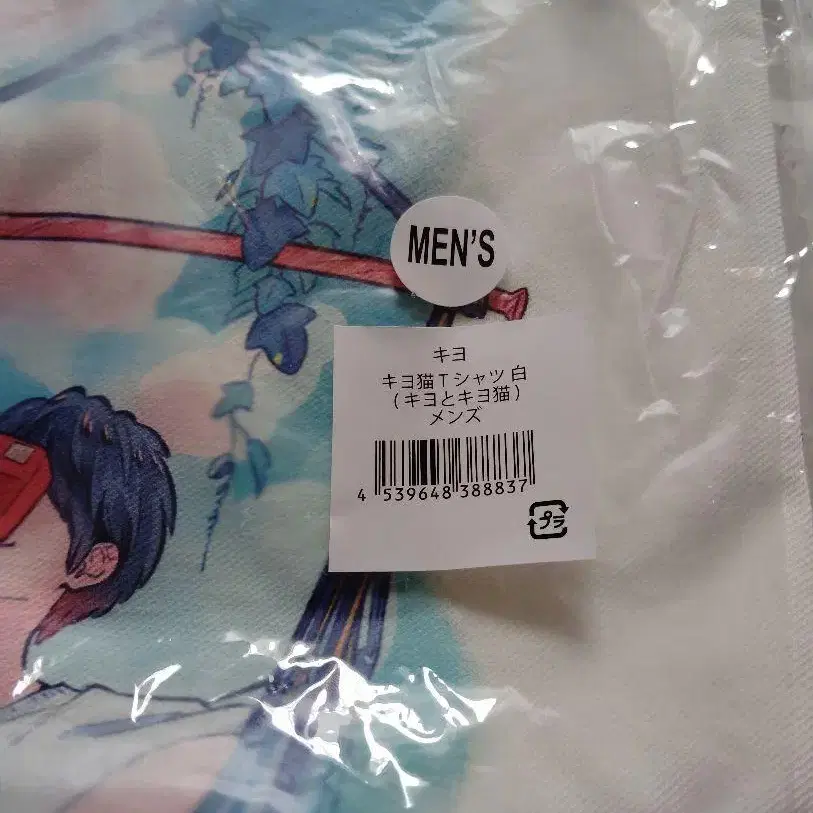 MEN'S
キヨ
キヨ猫Tシャツ 白
(キヨとキヨ猫)
メンズ
4 539648 388837
プラ